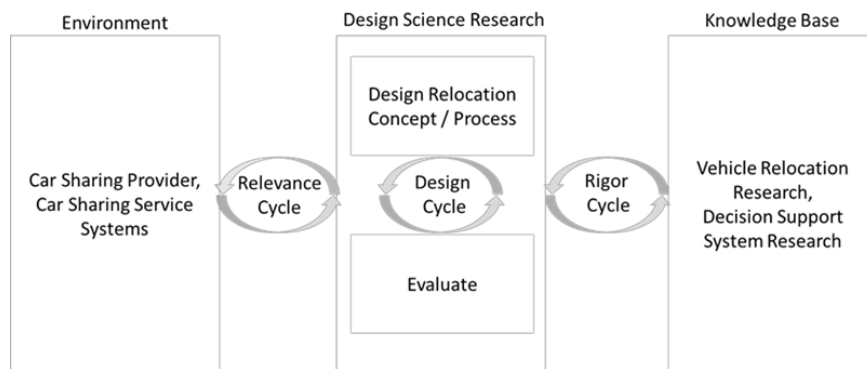 Environment
Design Science Research
Knowledge Base
Design Relocation
Concept / Process
Car Sharing Provider,
Car Sharing Service
Systems
Relevance
Cycle
Design
Cycle
Rigor
Cycle
Vehicle Relocation
Research,
Decision Support
System Research
Evaluate